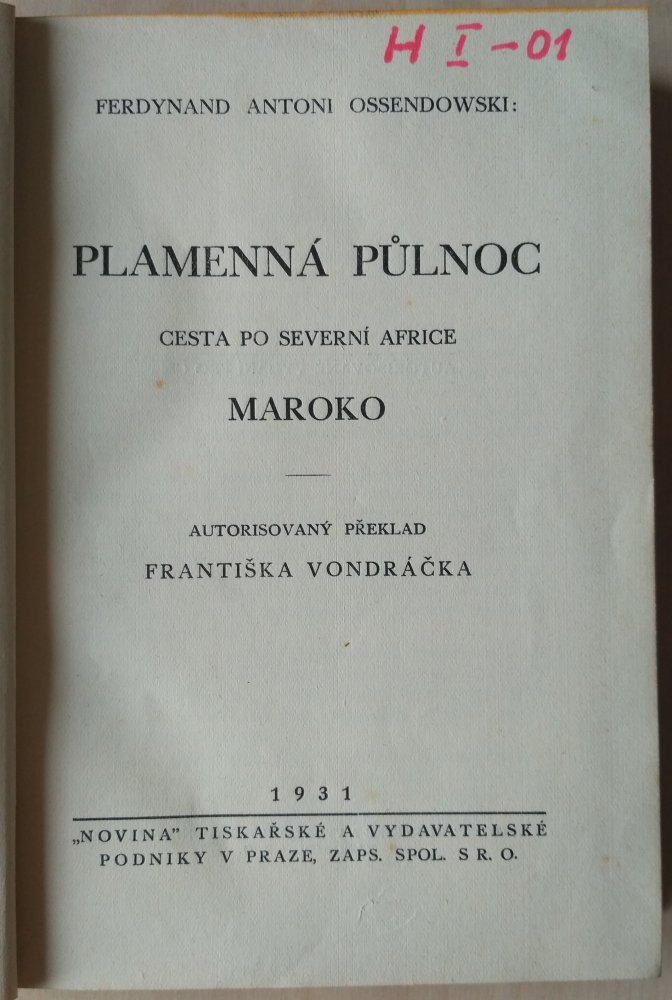 H I-01
FERDYNAND ANTONI OSSENDOWSKI:
PLAMENNÁ PŮLNOC
CESTA PO SEVERNÍ AFRICE
MAROKO
AUTORISOVANÝ PŘEKLAD
FRANTIŠKA VONDRÁČKA
1931
„NOVINA" TISKAŘSKÉ A VYDAVATELSKÉ
PODNIKY V PRAZE, ZAPS. SPOL. S R. O.